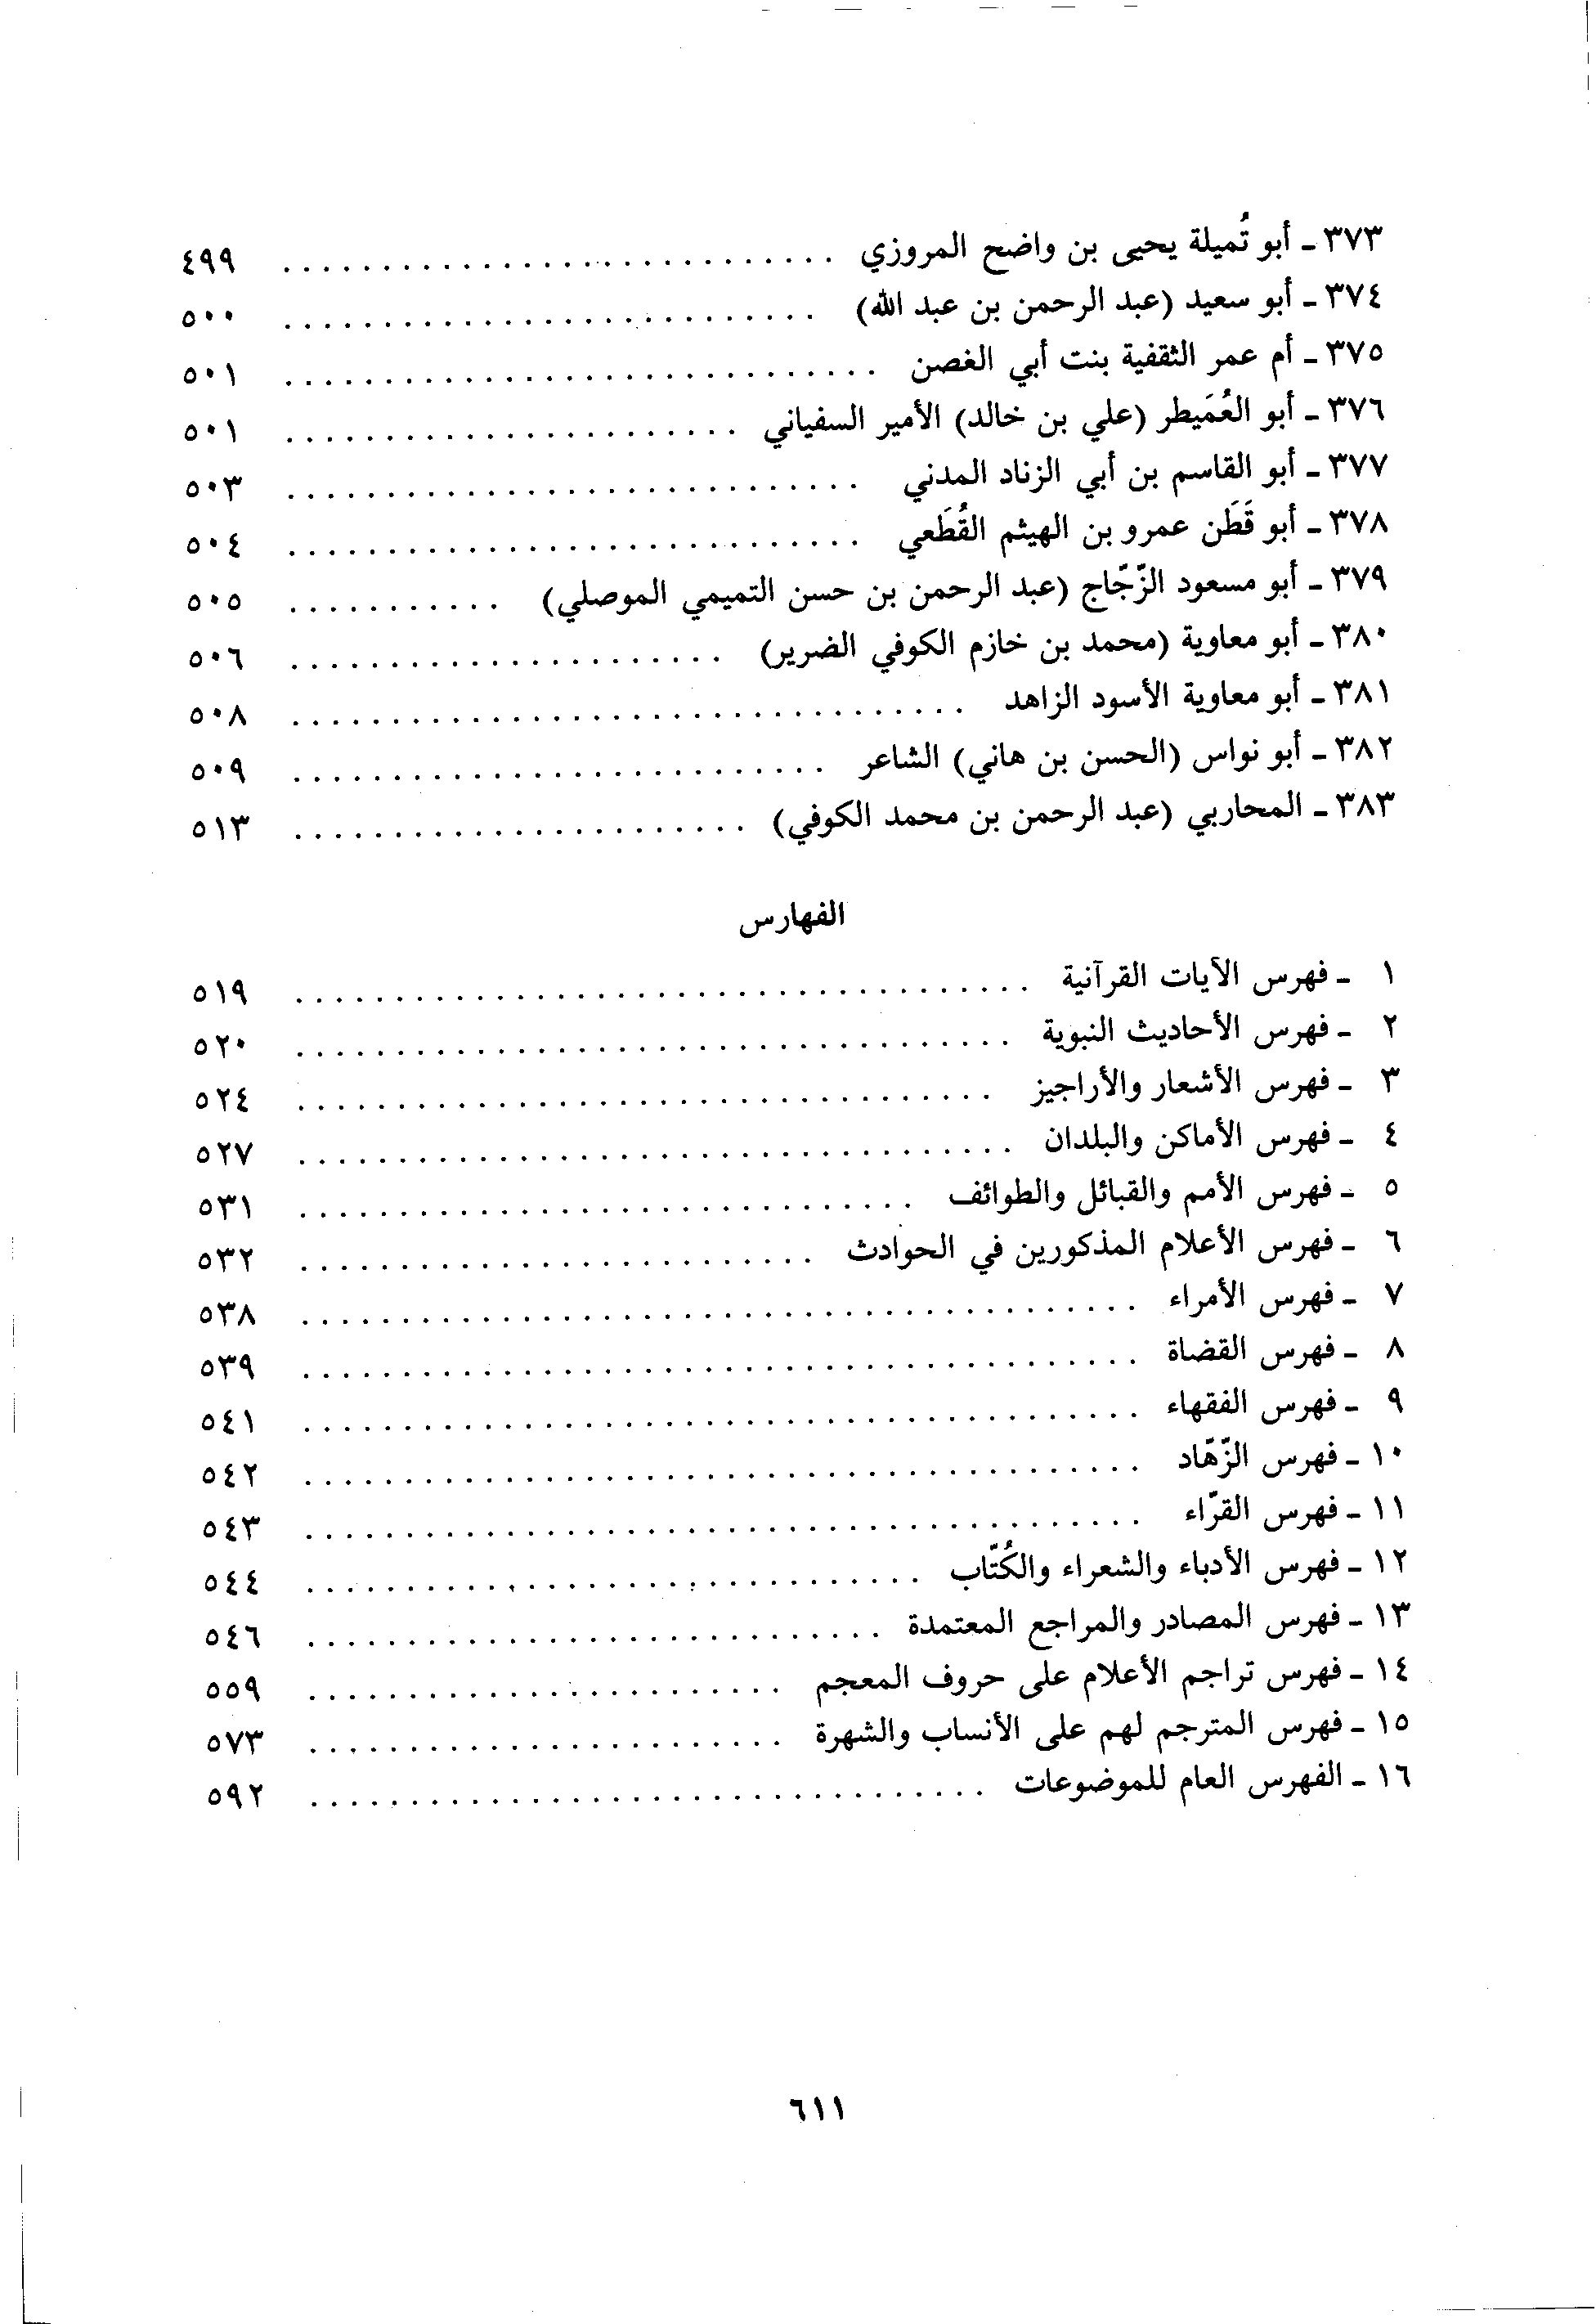 ٣٧٣ ـ أبو تُميلة يحيى بن واضح المروزي . . . . . . . . . . . . . . . . . . . . . . . . . . . . ٤٩٩
٣٧٤ ـ أبو سعيد (عبد الرحمن بن عبد الله) . . . . . . . . . . . . . . . . . . . . . . . . . . . ٥٠٠
٣٧٥ ـ أم عمر الثقفية بنت أبي الغصن . . . . . . . . . . . . . . . . . . . . . . . . . . . . . . ٥٠١
٣٧٦ ـ أبو العُمَيطر (علي بن خالد) الأمير السفياني . . . . . . . . . . . . . . . . . . . . . . . ٥٠١
٣٧٧ ـ أبو القاسم بن أبي الزناد المدني . . . . . . . . . . . . . . . . . . . . . . . . . . . . . ٥٠٣
٣٧٨ ـ أبو قَطَن عمرو بن الهيثم القُطَعي . . . . . . . . . . . . . . . . . . . . . . . . . . . . . ٥٠٤
٣٧٩ ـ أبو مسعود الزّجّاج (عبد الرحمن بن حسن التميمي الموصلي) . . . . . . . . . . . ٥٠٥
٣٨٠ ـ أبو معاوية (محمد بن خازم الكوفي الضرير) . . . . . . . . . . . . . . . . . . . . . . ٥٠٦
٣٨١ ـ أبو معاوية الأسود الزاهد . . . . . . . . . . . . . . . . . . . . . . . . . . . . . . . . . . ٥٠٨
٣٨٢ ـ أبو نواس (الحسن بن هاني) الشاعر . . . . . . . . . . . . . . . . . . . . . . . . . . . ٥٠٩
٣٨٣ ـ المحاربي (عبد الرحمن بن محمد الكوفي) . . . . . . . . . . . . . . . . . . . . . . . ٥١٣
الفهارس
١ ـ فهرس الآيات القرآنية . . . . . . . . . . . . . . . . . . . . . . . . . . . . . . . . . . . . . ٥١٩
٢ ـ فهرس الأحاديث النبوية . . . . . . . . . . . . . . . . . . . . . . . . . . . . . . . . . . . . ٥٢٠
٣ ـ فهرس الأشعار والأراجيز . . . . . . . . . . . . . . . . . . . . . . . . . . . . . . . . . . . ٥٢٤
٤ ـ فهرس الأماكن والبلدان . . . . . . . . . . . . . . . . . . . . . . . . . . . . . . . . . . . . ٥٢٧
٥ ـ فهرس الأمم والقبائل والطوائف . . . . . . . . . . . . . . . . . . . . . . . . . . . . . . . ٥٣١
٦ ـ فهرس الأعلام المذكورين في الحوادث . . . . . . . . . . . . . . . . . . . . . . . . . . ٥٣٢
٧ ـ فهرس الأمراء . . . . . . . . . . . . . . . . . . . . . . . . . . . . . . . . . . . . . . . . . . ٥٣٨
٨ ـ فهرس القضاة . . . . . . . . . . . . . . . . . . . . . . . . . . . . . . . . . . . . . . . . . . ٥٣٩
٩ ـ فهرس الفقهاء . . . . . . . . . . . . . . . . . . . . . . . . . . . . . . . . . . . . . . . . . . ٥٤١
١٠ ـ فهرس الزّهّاد . . . . . . . . . . . . . . . . . . . . . . . . . . . . . . . . . . . . . . . . . . ٥٤٢
١١ ـ فهرس القرّاء . . . . . . . . . . . . . . . . . . . . . . . . . . . . . . . . . . . . . . . . . . ٥٤٣
١٢ ـ فهرس الأدباء والشعراء والكُتّاب . . . . . . . . . . . . . . . . . . . . . . . . . . . . . . . ٥٤٤
١٣ ـ فهرس المصادر والمراجع المعتمدة . . . . . . . . . . . . . . . . . . . . . . . . . . . . . ٥٤٦
١٤ ـ فهرس تراجم الأعلام على حروف المعجم . . . . . . . . . . . . . . . . . . . . . . . . ٥٥٩
١٥ ـ فهرس المترجم لهم على الأنساب والشهرة . . . . . . . . . . . . . . . . . . . . . . . . ٥٧٣
١٦ ـ الفهرس العام للموضوعات . . . . . . . . . . . . . . . . . . . . . . . . . . . . . . . . . . ٥٩٢
٦١١